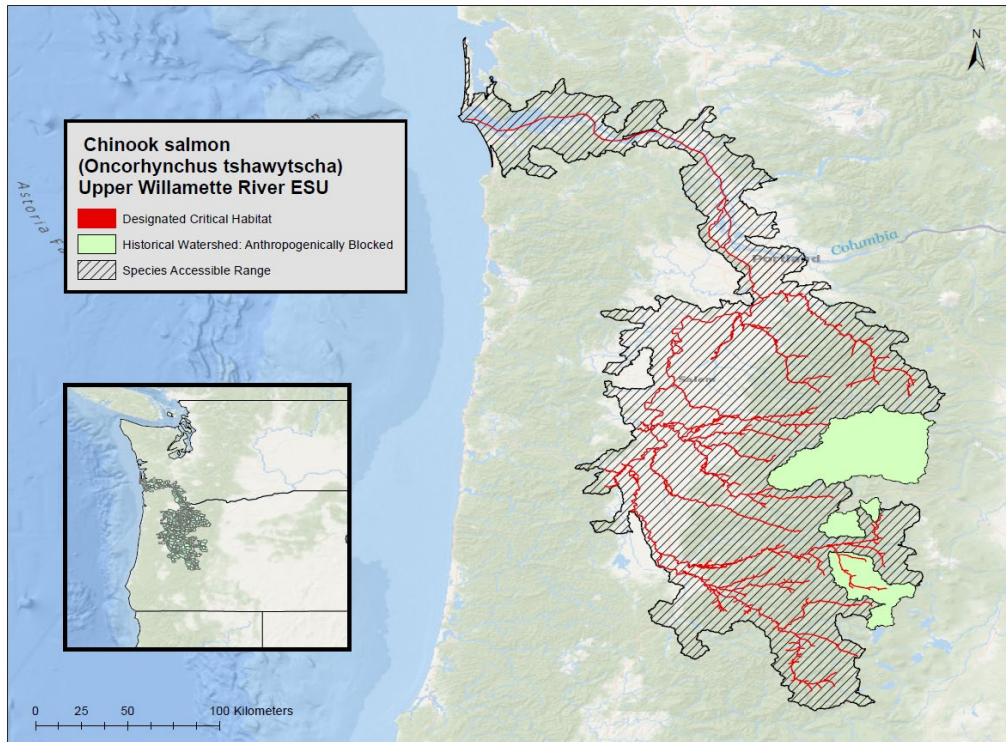 N
Chinook salmon
(Oncorhynchus tshawytscha)
Upper Willamette River ESU
Designated Critical Habitat
Historical Watershed: Anthropogenically Blocked
Species Accessible Range
Astoria
Columbia
Portland
Salem
0 25 50 100 Kilometers